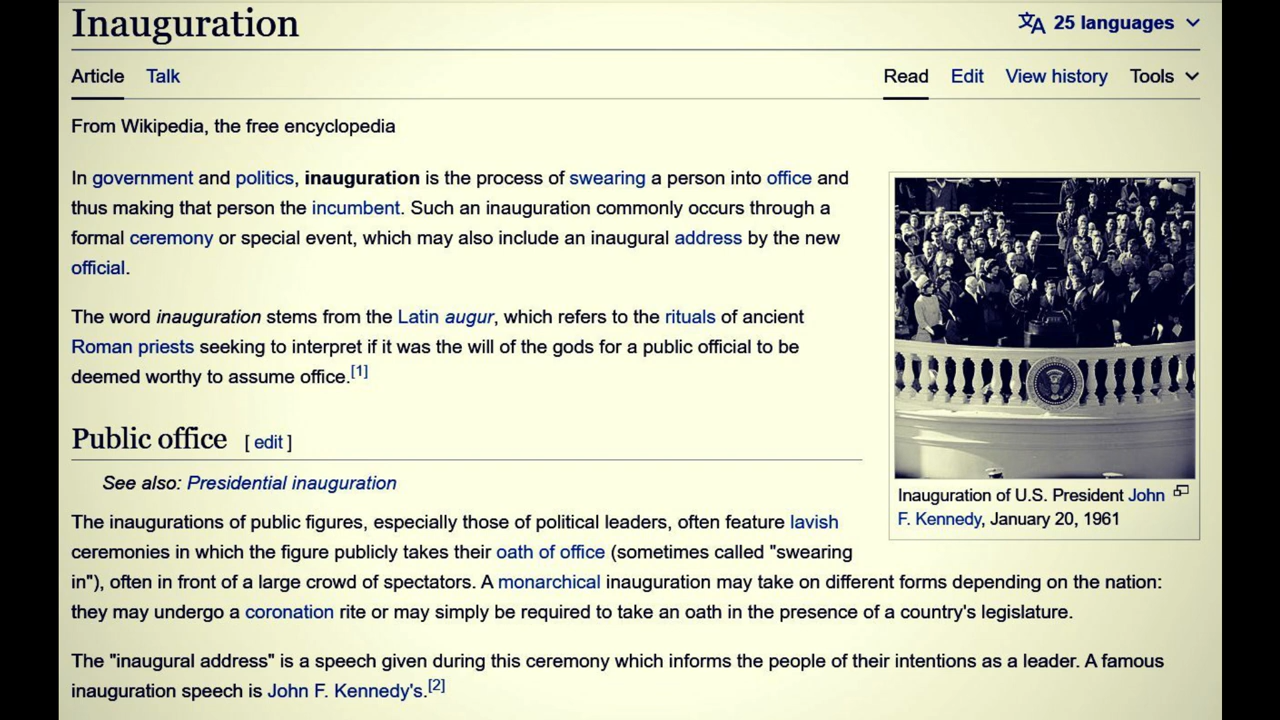 Inauguration
25 languages
Article Talk
Read Edit View history Tools
From Wikipedia, the free encyclopedia
In government and politics, inauguration is the process of swearing a person into office and
thus making that person the incumbent. Such an inauguration commonly occurs through a
formal ceremony or special event, which may also include an inaugural address by the new
official.
The word inauguration stems from the Latin augur, which refers to the rituals of ancient
Roman priests seeking to interpret if it was the will of the gods for a public official to be
deemed worthy to assume office.[1]
Inauguration of U.S. President John
F. Kennedy, January 20, 1961
Public office [ edit ]
See also: Presidential inauguration
The inaugurations of public figures, especially those of political leaders, often feature lavish
ceremonies in which the figure publicly takes their oath of office (sometimes called "swearing
in"), often in front of a large crowd of spectators. A monarchical inauguration may take on different forms depending on the nation:
they may undergo a coronation rite or may simply be required to take an oath in the presence of a country's legislature.
The "inaugural address" is a speech given during this ceremony which informs the people of their intentions as a leader. A famous
inauguration speech is John F. Kennedy's.[2]